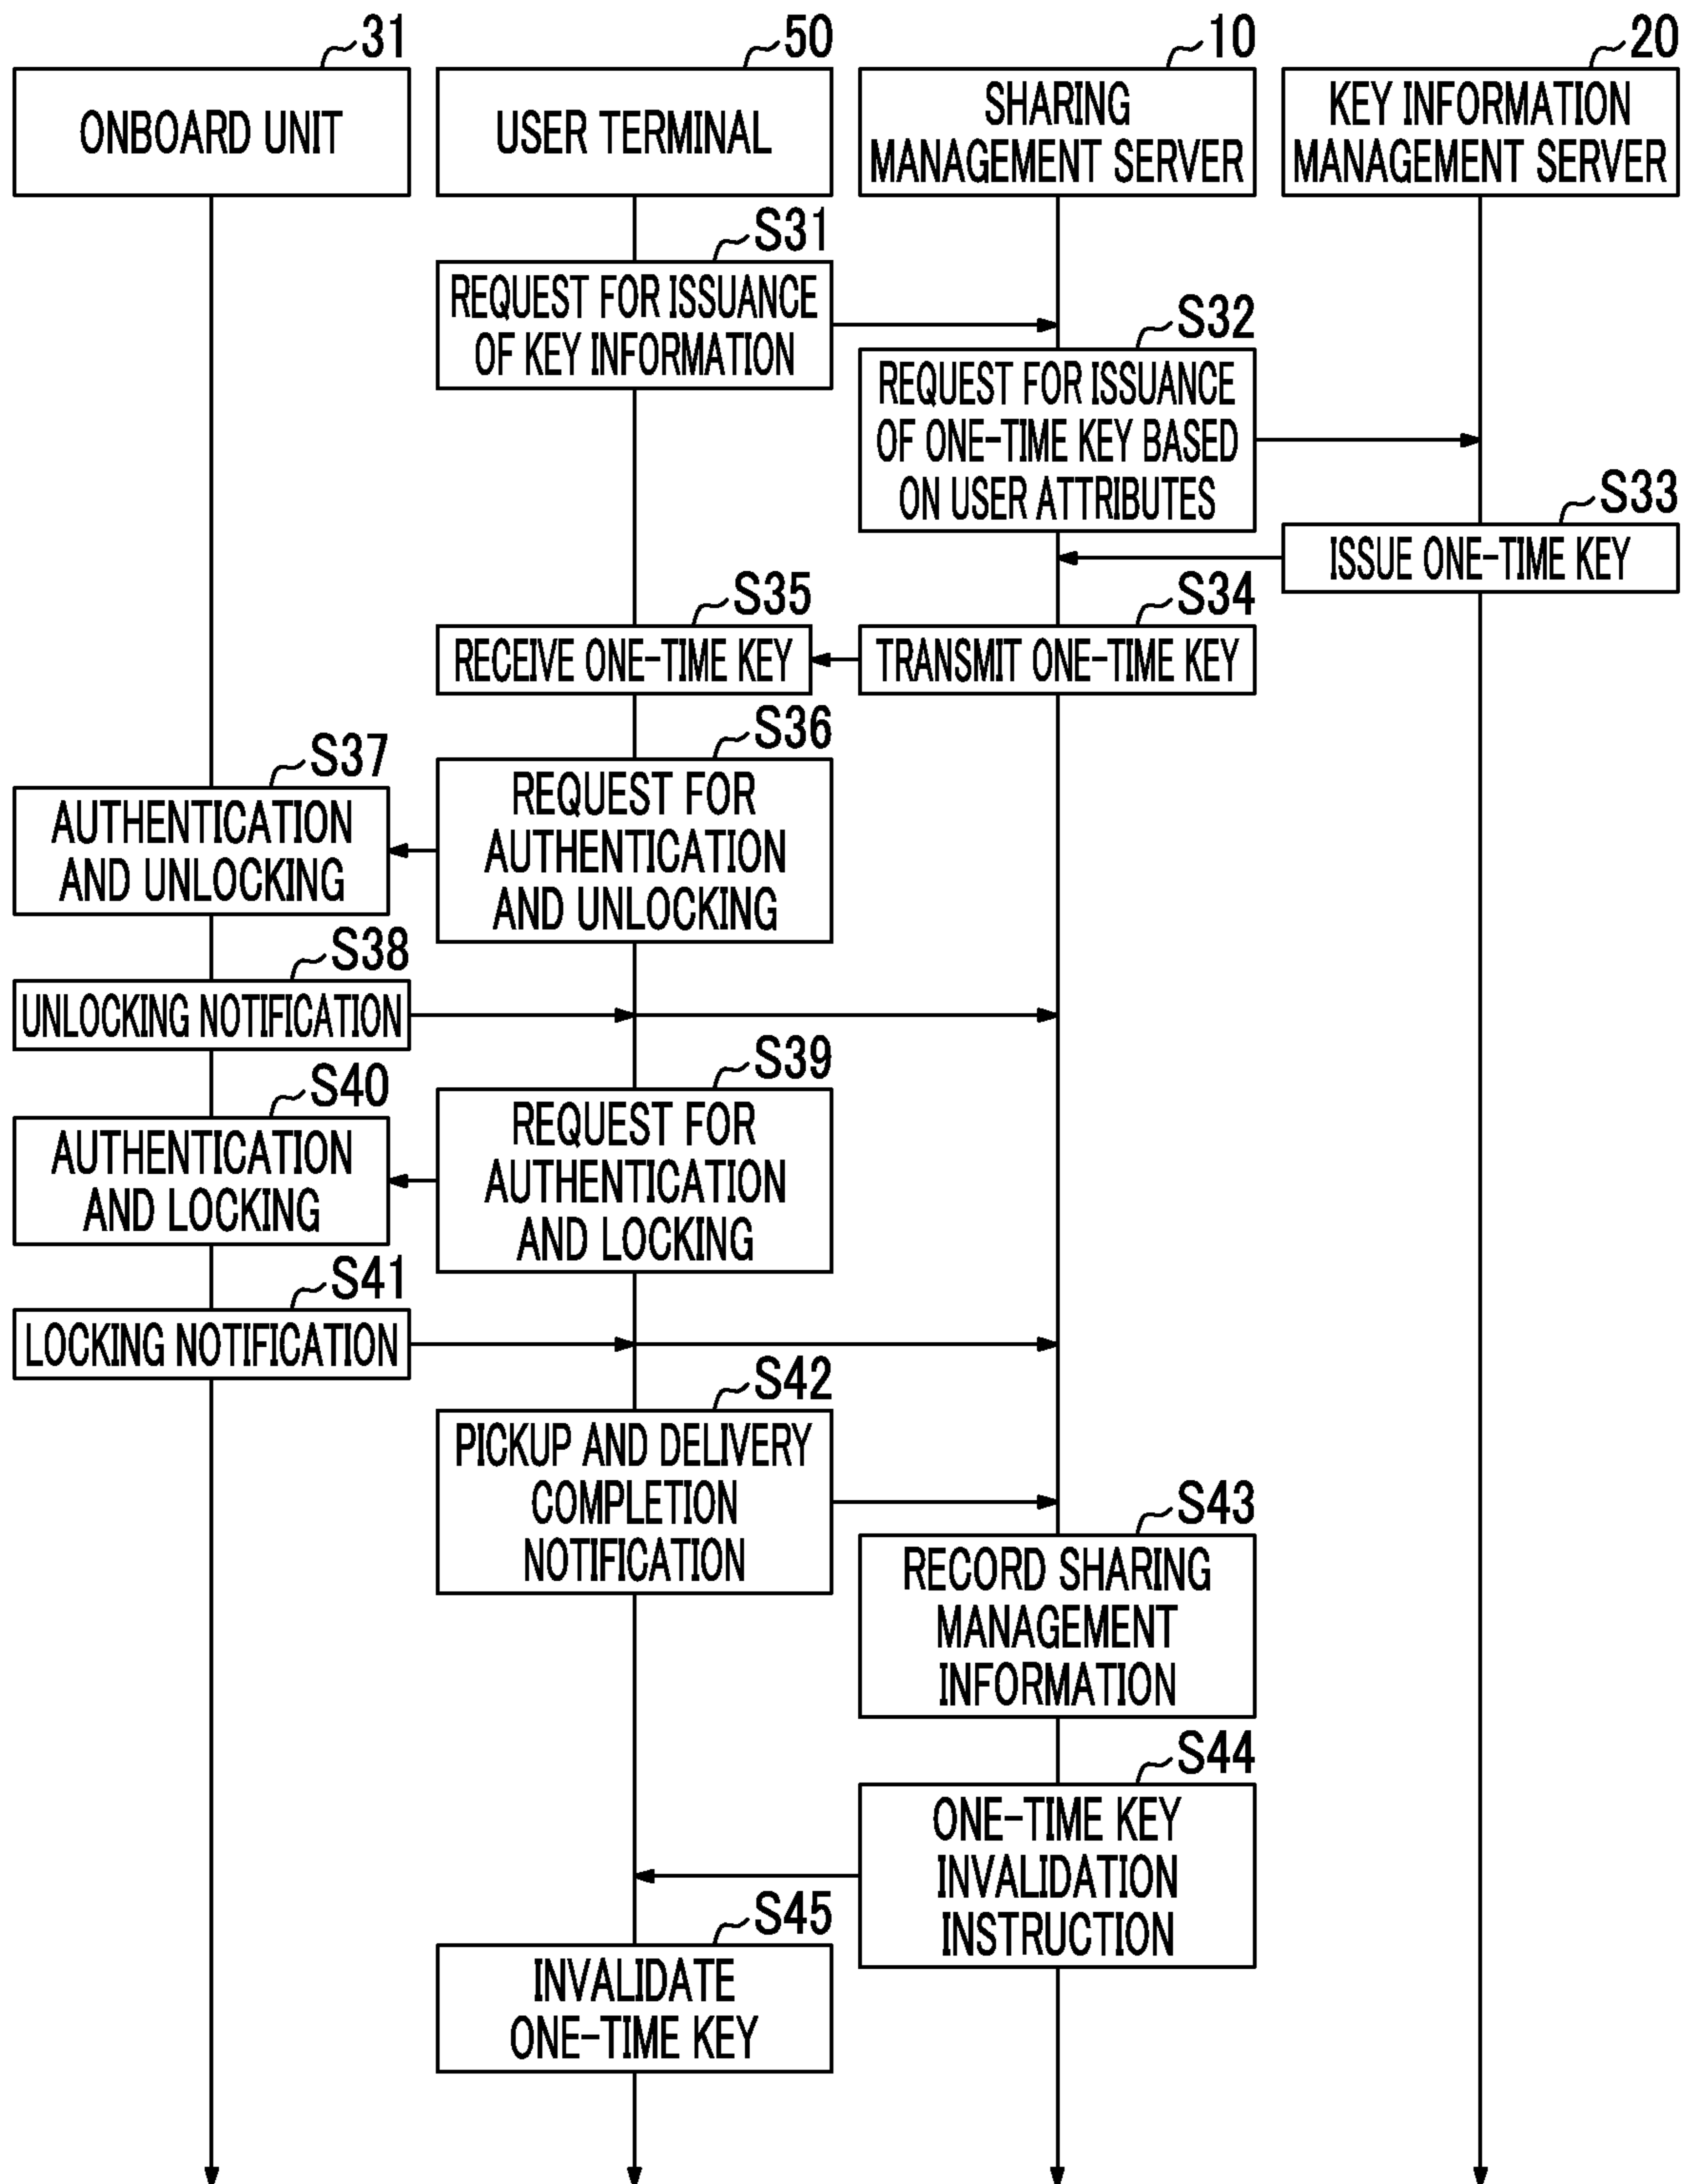 31
50
10
20
ONBOARD UNIT
USER TERMINAL
SHARING
MANAGEMENT SERVER
KEY INFORMATION
MANAGEMENT SERVER
S31
REQUEST FOR ISSUANCE
OF KEY INFORMATION
S32
REQUEST FOR ISSUANCE
OF ONE-TIME KEY BASED
ON USER ATTRIBUTES
S33
ISSUE ONE-TIME KEY
S35
RECEIVE ONE-TIME KEY
S34
TRANSMIT ONE-TIME KEY
S36
REQUEST FOR
AUTHENTICATION
AND UNLOCKING
S37
AUTHENTICATION
AND UNLOCKING
S38
UNLOCKING NOTIFICATION
S39
REQUEST FOR
AUTHENTICATION
AND LOCKING
S40
AUTHENTICATION
AND LOCKING
S41
LOCKING NOTIFICATION
S42
PICKUP AND DELIVERY
COMPLETION
NOTIFICATION
S43
RECORD SHARING
MANAGEMENT
INFORMATION
S44
ONE-TIME KEY
INVALIDATION
INSTRUCTION
S45
INVALIDATE
ONE-TIME KEY